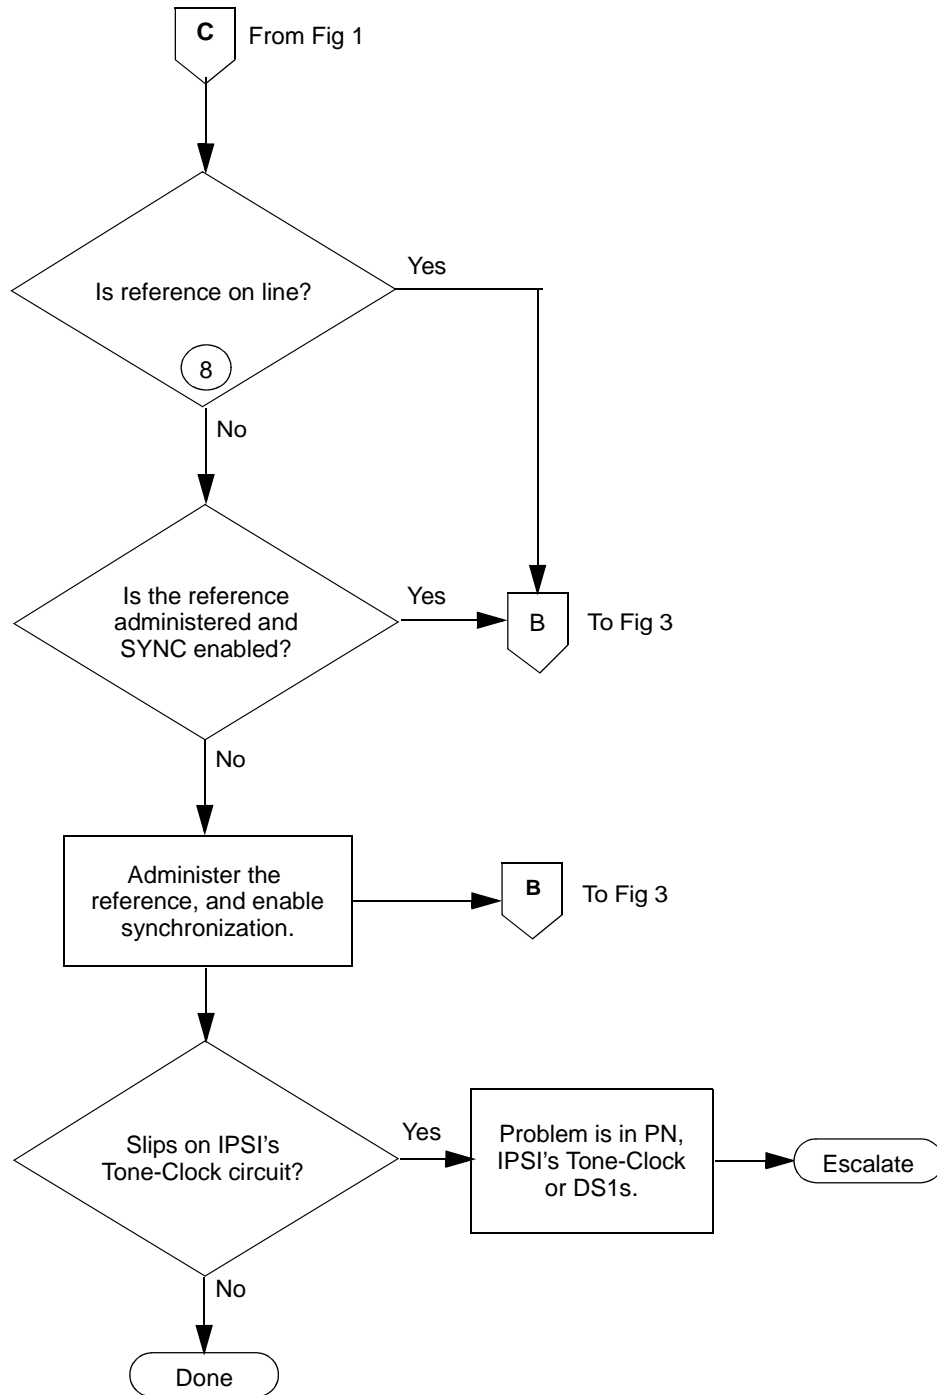 C
From Fig 1
Is reference on line?
Yes
8
No
Is the reference
administered and
SYNC enabled?
Yes
B
To Fig 3
No
Administer the
reference, and enable
synchronization.
B
To Fig 3
Slips on IPSI's
Tone-Clock circuit?
Yes
Problem is in PN,
IPSI's Tone-Clock
or DS1s.
Escalate
No
Done